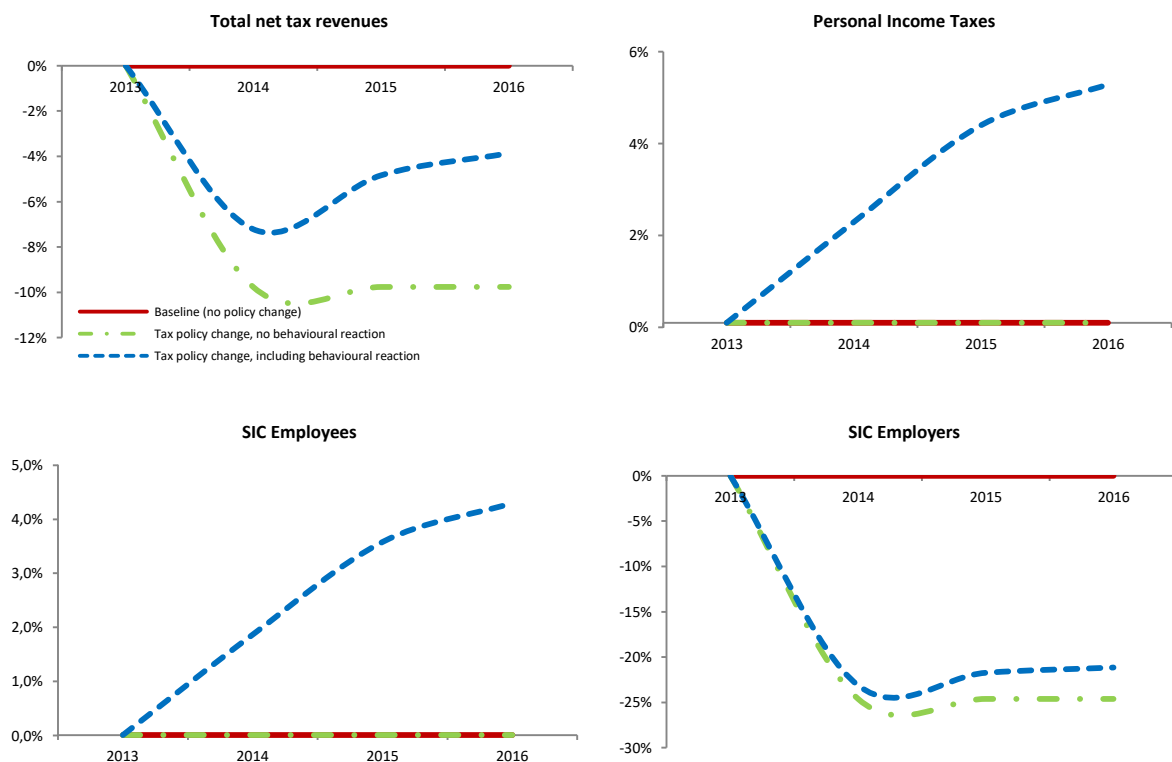 Total net tax revenues
0%
-2%
-4%
-6%
-8%
-10%
-12%
2013 2014 2015 2016
Baseline (no policy change)
Tax policy change, no behavioural reaction
Tax policy change, including behavioural reaction
Personal Income Taxes
6%
4%
2%
0%
2013 2014 2015 2016
SIC Employees
5,0%
4,0%
3,0%
2,0%
1,0%
0,0%
2013 2014 2015 2016
SIC Employers
0%
-5%
-10%
-15%
-20%
-25%
-30%
2013 2014 2015 2016